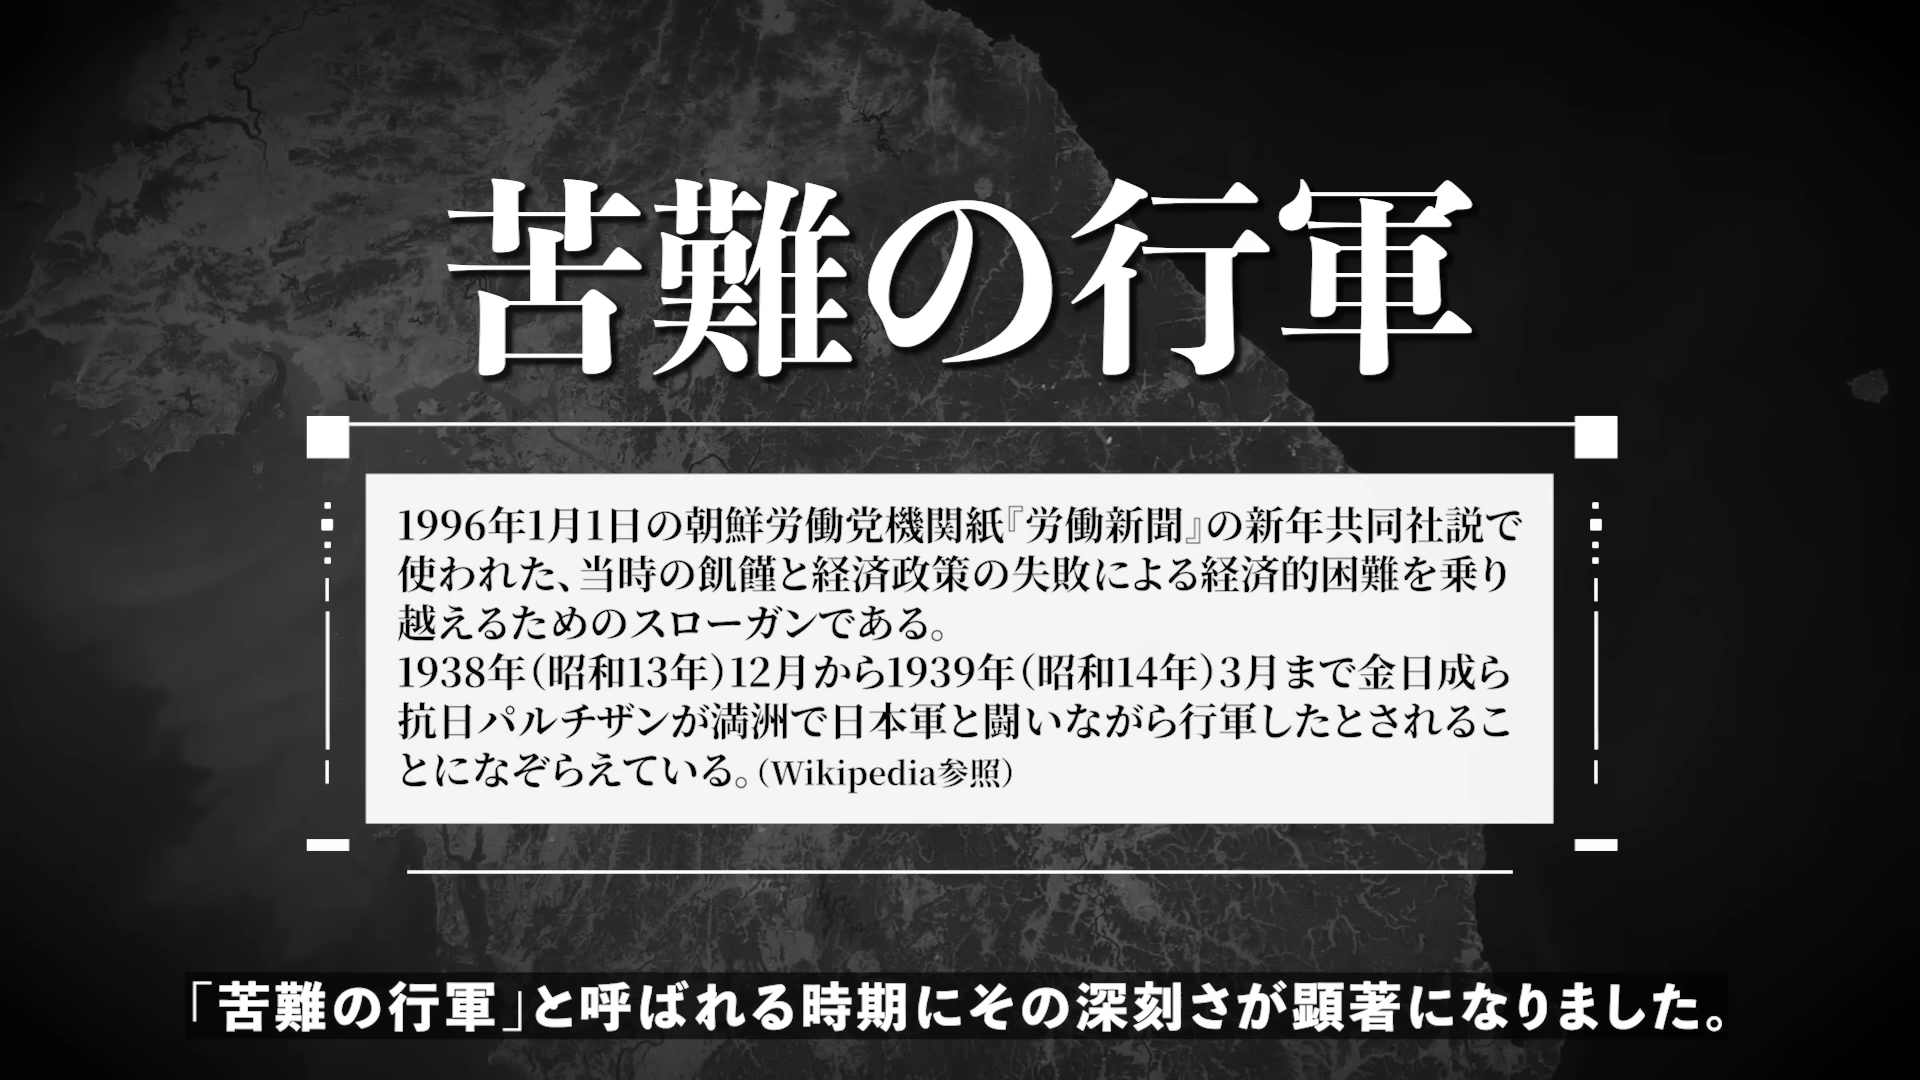 苦難の行軍
1996年1月1日の朝鮮労働党機関紙『労働新聞』の新年共同社説で
使われた、当時の飢饉と経済政策の失敗による経済的困難を乗り
越えるためのスローガンである。
1938年（昭和13年）12月から1939年（昭和14年）3月まで金日成ら
抗日パルチザンが満洲で日本軍と闘いながら行軍したとされるこ
とになぞらえている。（Wikipedia参照）
「苦難の行軍」と呼ばれる時期にその深刻さが顕著になりました。